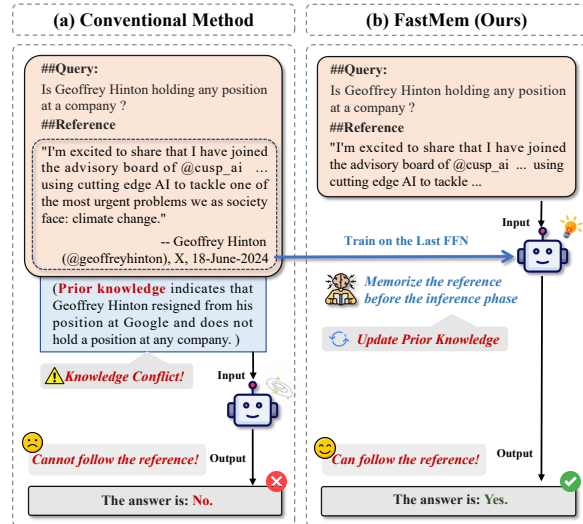 (a) Conventional Method
##Query:
Is Geoffrey Hinton holding any position
at a company ?
##Reference
"I'm excited to share that I have joined
the advisory board of @cusp_ai ...
using cutting edge AI to tackle one of
the most urgent problems we as society
face: climate change."
-- Geoffrey Hinton
(@geoffreyhinton), X, 18-June-2024
(Prior knowledge indicates that
Geoffrey Hinton resigned from his
position at Google and does not
hold a position at any company. )
Knowledge Conflict!
Input
Cannot follow the reference!
Output
The answer is: No.
(b) FastMem (Ours)
##Query:
Is Geoffrey Hinton holding any position
at a company ?
##Reference
"I'm excited to share that I have joined the
advisory board of @cusp_ai ... using
cutting edge AI to tackle ...
Input
Train on the Last FFN
Memorize the reference
before the inference phase
Update Prior Knowledge
Can follow the reference!
Output
The answer is: Yes.